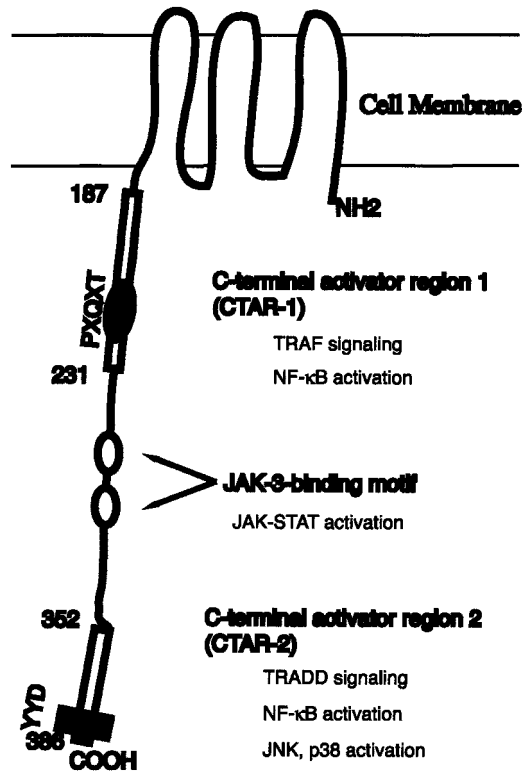 Cell Membrane
187
NH2
C-terminal activator region 1
(CTAR-1)
PXQXT
TRAF signaling
231
NF-κB activation
JAK-3-binding motif
JAK-STAT activation
352
C-terminal activator region 2
(CTAR-2)
TRADD signaling
YYD
NF-κB activation
386
JNK, p38 activation
COOH